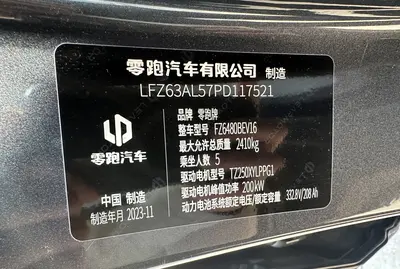 零跑汽车有限公司 制造
LFZ63AL57PD117521
品牌 零跑牌
整车型号 FZ6480BEV16
最大允许总质量 2410kg
乘坐人数 5
驱动电机型号 TZ250XYLPPG1
驱动电机峰值功率 200kW
动力电池系统额定电压/额定容量 332.8V/208 Ah
零跑汽车
中国 制造
制造年月 2023-11